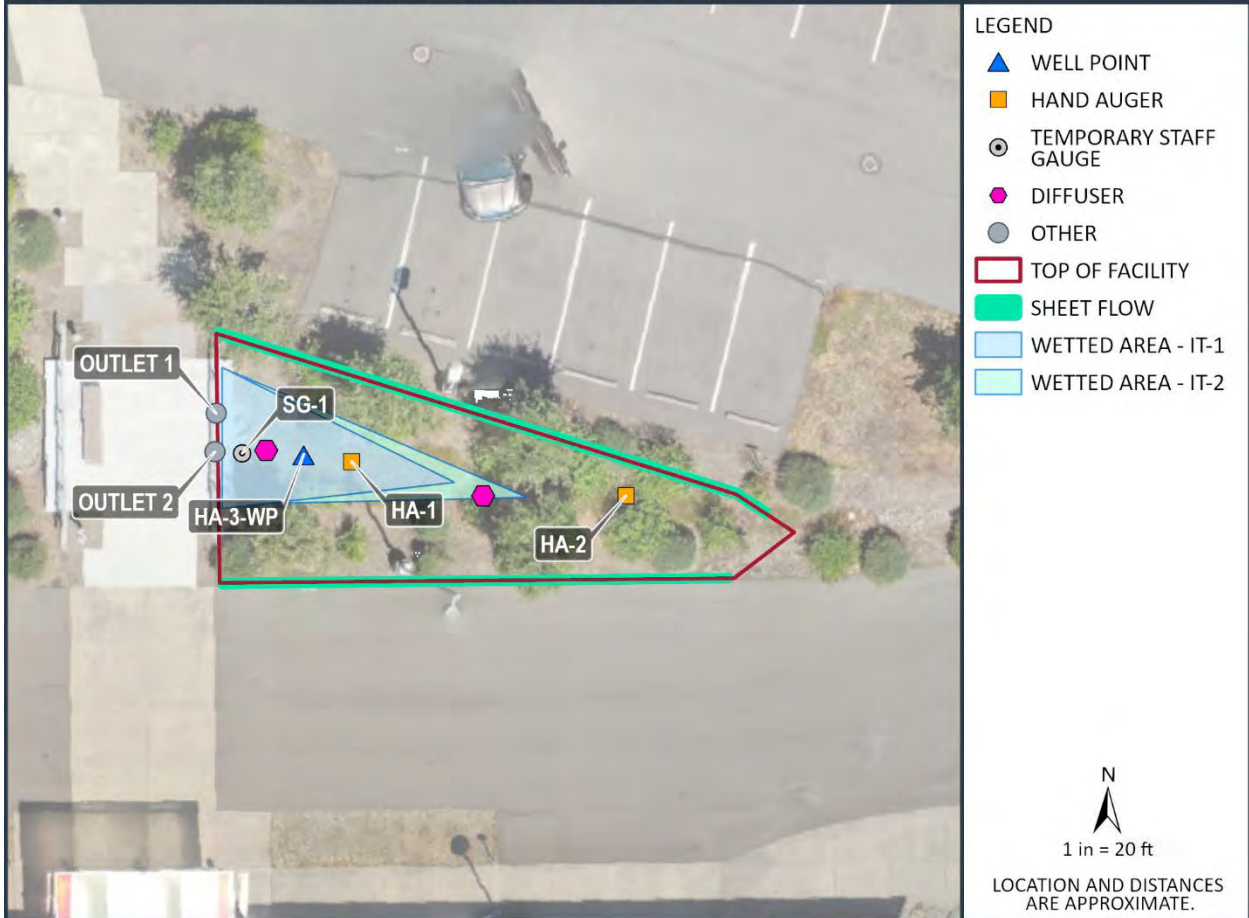 OUTLET 1
SG-1
OUTLET 2
HA-3-WP
HA-1
HA-2
LEGEND
WELL POINT
HAND AUGER
TEMPORARY STAFF
GAUGE
DIFFUSER
OTHER
TOP OF FACILITY
SHEET FLOW
WETTED AREA - IT-1
WETTED AREA - IT-2
N
1 in = 20 ft
LOCATION AND DISTANCES
ARE APPROXIMATE.